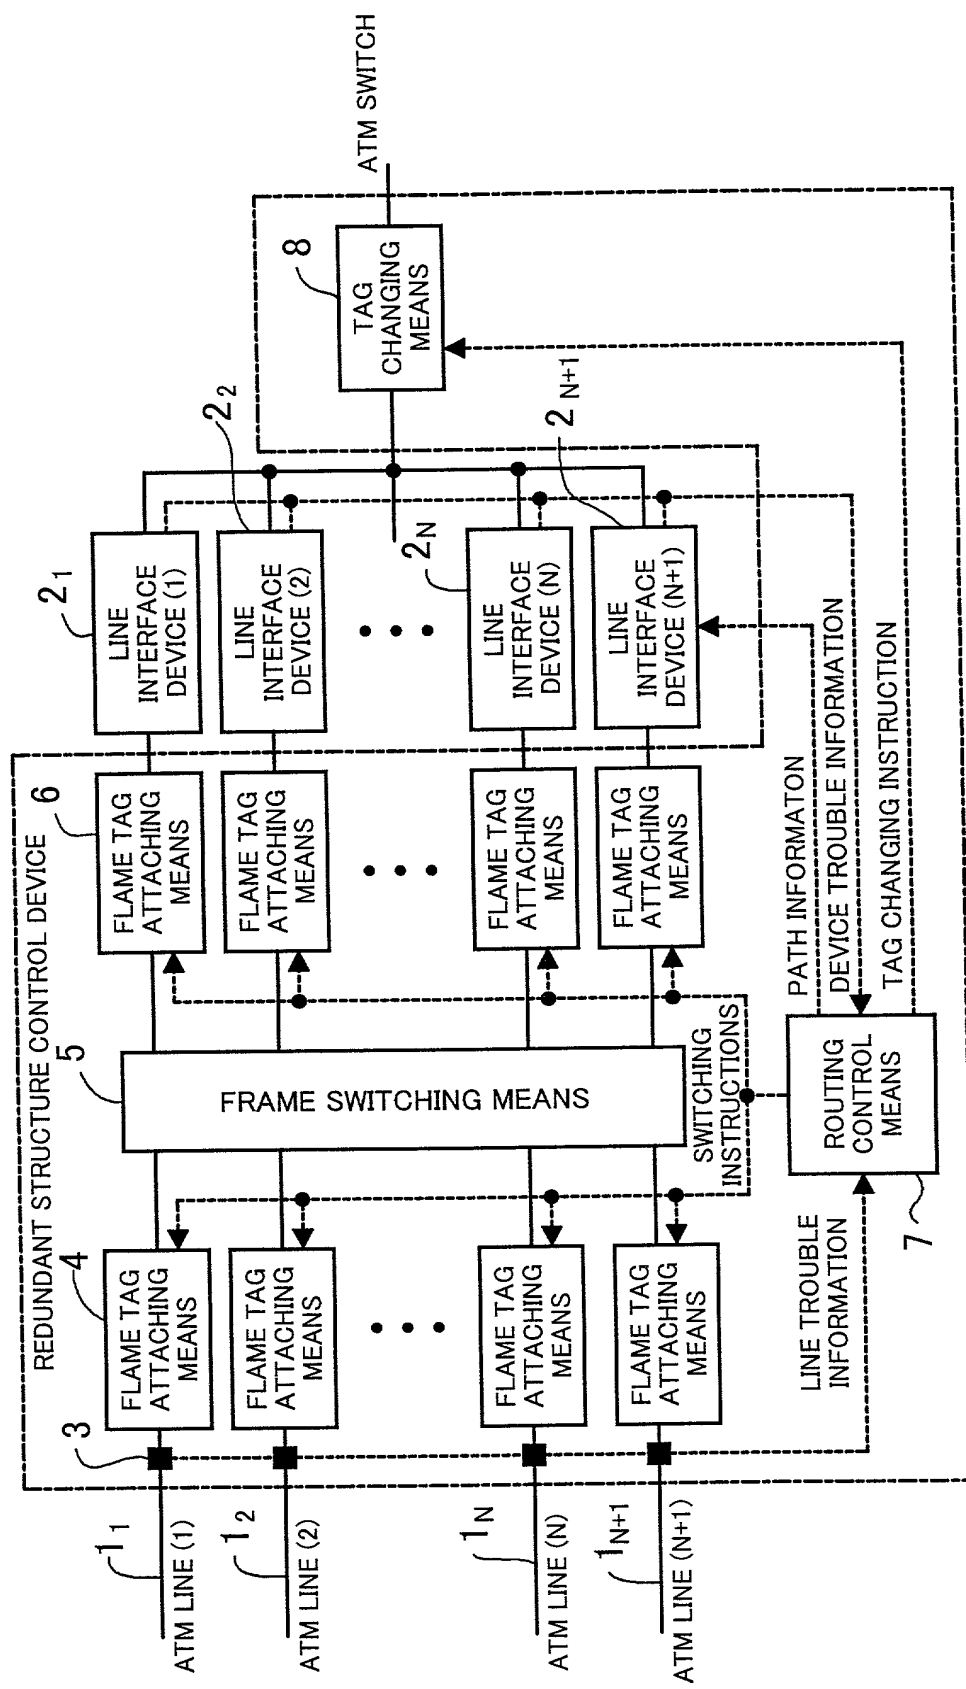 REDUNDANT STRUCTURE CONTROL DEVICE
1₁
ATM LINE (1)
1₂
ATM LINE (2)
1N
ATM LINE (N)
1N+1
ATM LINE (N+1)
3
4
FLAME TAG
ATTACHING
MEANS
FLAME TAG
ATTACHING
MEANS
FLAME TAG
ATTACHING
MEANS
FLAME TAG
ATTACHING
MEANS
5
FRAME SWITCHING MEANS
SWITCHING
INSTRUCTIONS
6
FLAME TAG
ATTACHING
MEANS
FLAME TAG
ATTACHING
MEANS
FLAME TAG
ATTACHING
MEANS
FLAME TAG
ATTACHING
MEANS
2₁
LINE
INTERFACE
DEVICE (1)
2₂
LINE
INTERFACE
DEVICE (2)
2N
LINE
INTERFACE
DEVICE (N)
2N+1
LINE
INTERFACE
DEVICE (N+1)
8
TAG
CHANGING
MEANS
ATM SWITCH
LINE TROUBLE
INFORMATION
7
ROUTING
CONTROL
MEANS
PATH INFORMATON
DEVICE TROUBLE INFORMATION
TAG CHANGING INSTRUCTION